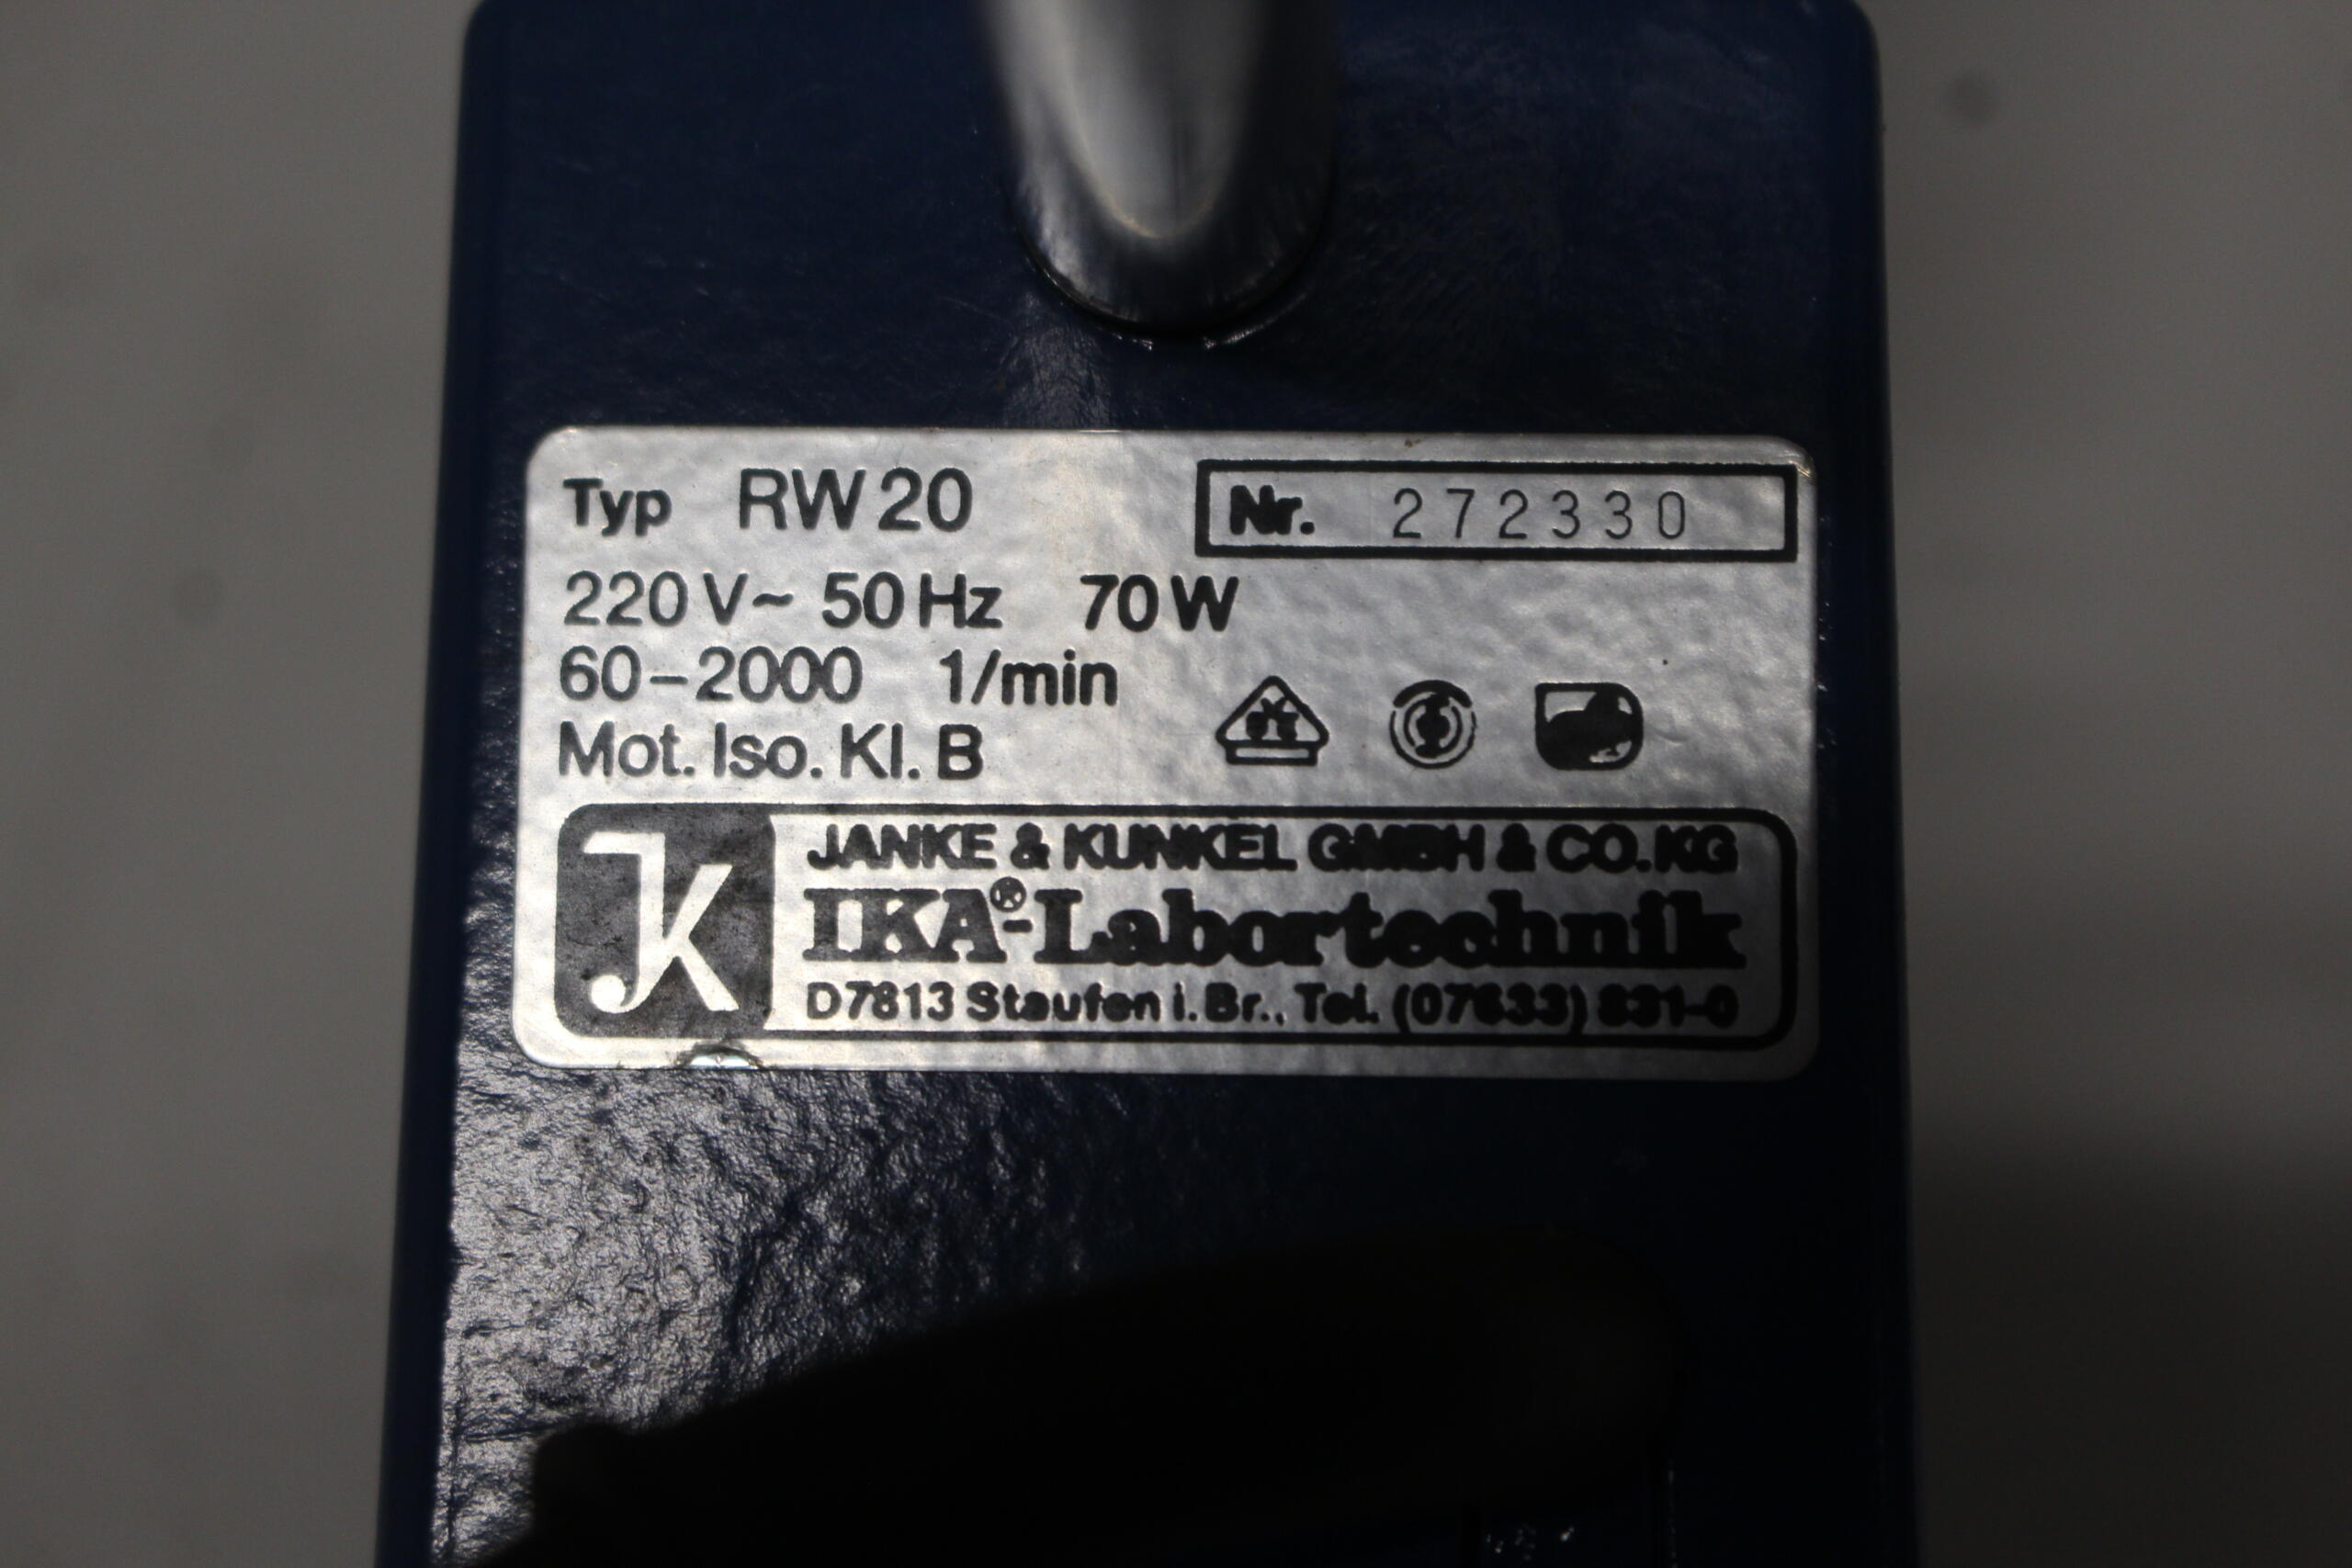 Typ RW 20 Nr. 272330
220 V~ 50 Hz 70 W
60-2000 1/min
Mot. Iso. Kl. B
JK
JANKE & KUNKEL GMBH & CO. KG
IKA®-Labortechnik
D7813 Staufen i. Br., Tel. (07633) 831-0